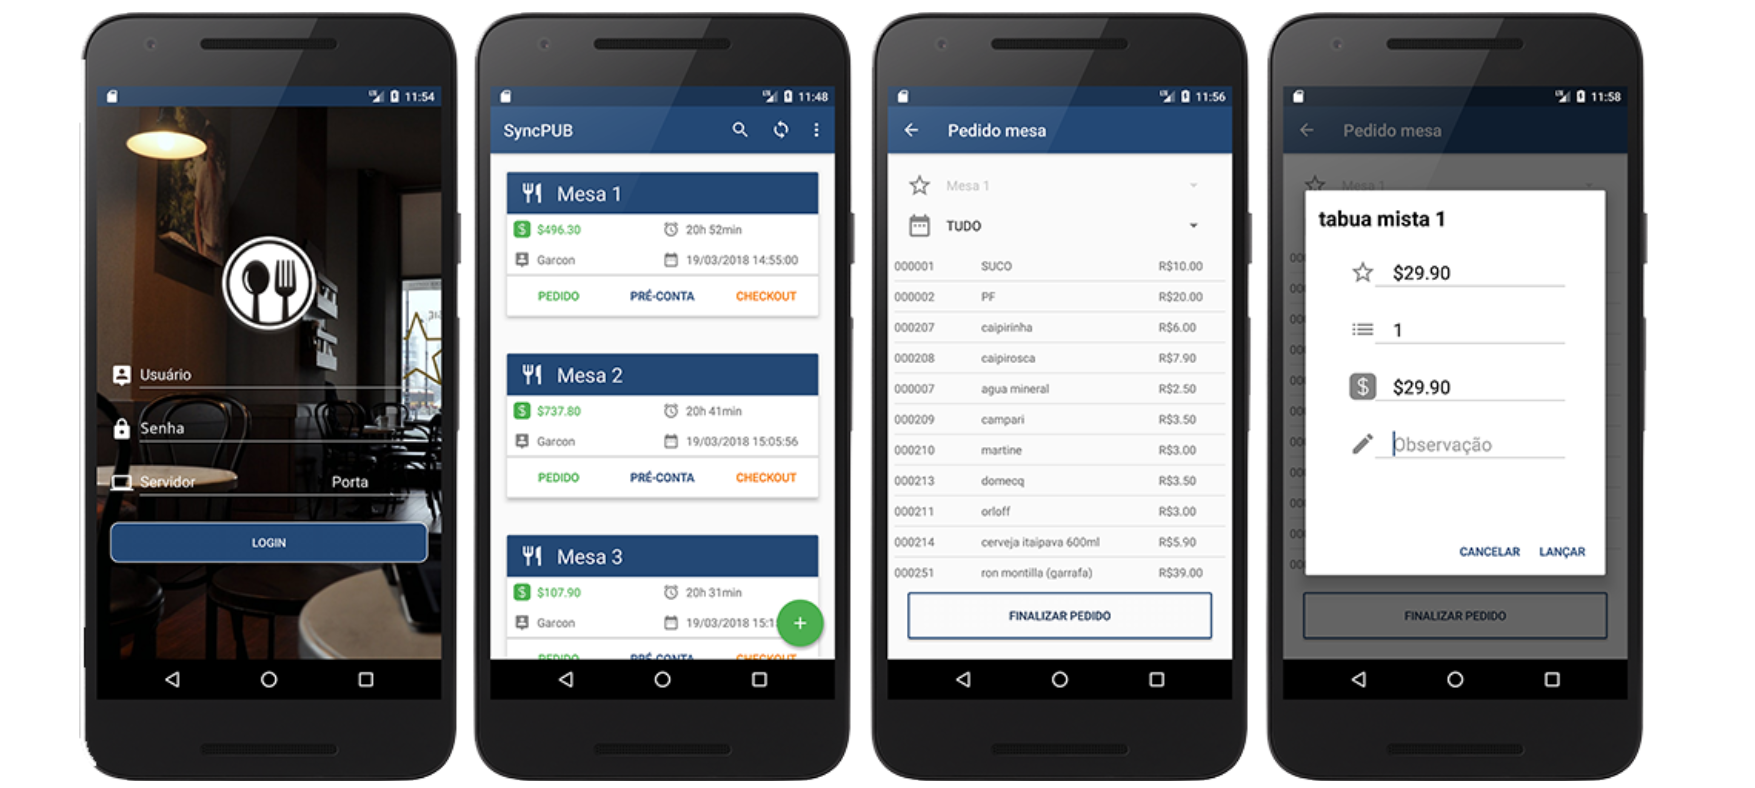 11:54
Usuário
Senha
Servidor Porta
LOGIN
11:48
SyncPUB
Mesa 1
$496.30 20h 52min
Garcon 19/03/2018 14:55:00
PEDIDO PRÉ-CONTA CHECKOUT
Mesa 2
$737.80 20h 41min
Garcon 19/03/2018 15:05:56
PEDIDO PRÉ-CONTA CHECKOUT
Mesa 3
$107.90 20h 31min
Garcon 19/03/2018 15:1
PEDIDO PRÉ-CONTA CHECKOUT
11:56
Pedido mesa
Mesa 1
TUDO
000001 SUCO R$10.00
000002 PF R$20.00
000207 caipirinha R$6.00
000208 caipirosca R$7.90
000007 agua mineral R$2.50
000209 campari R$3.50
000210 martine R$3.00
000213 domecq R$3.50
000211 orloff R$3.00
000214 cerveja itaipava 600ml R$5.90
000251 ron montilla (garrafa) R$39.00
FINALIZAR PEDIDO
11:58
Pedido mesa
Mesa 1
tabua mista 1
$29.90
1
$29.90
Observação
CANCELAR LANÇAR
FINALIZAR PEDIDO